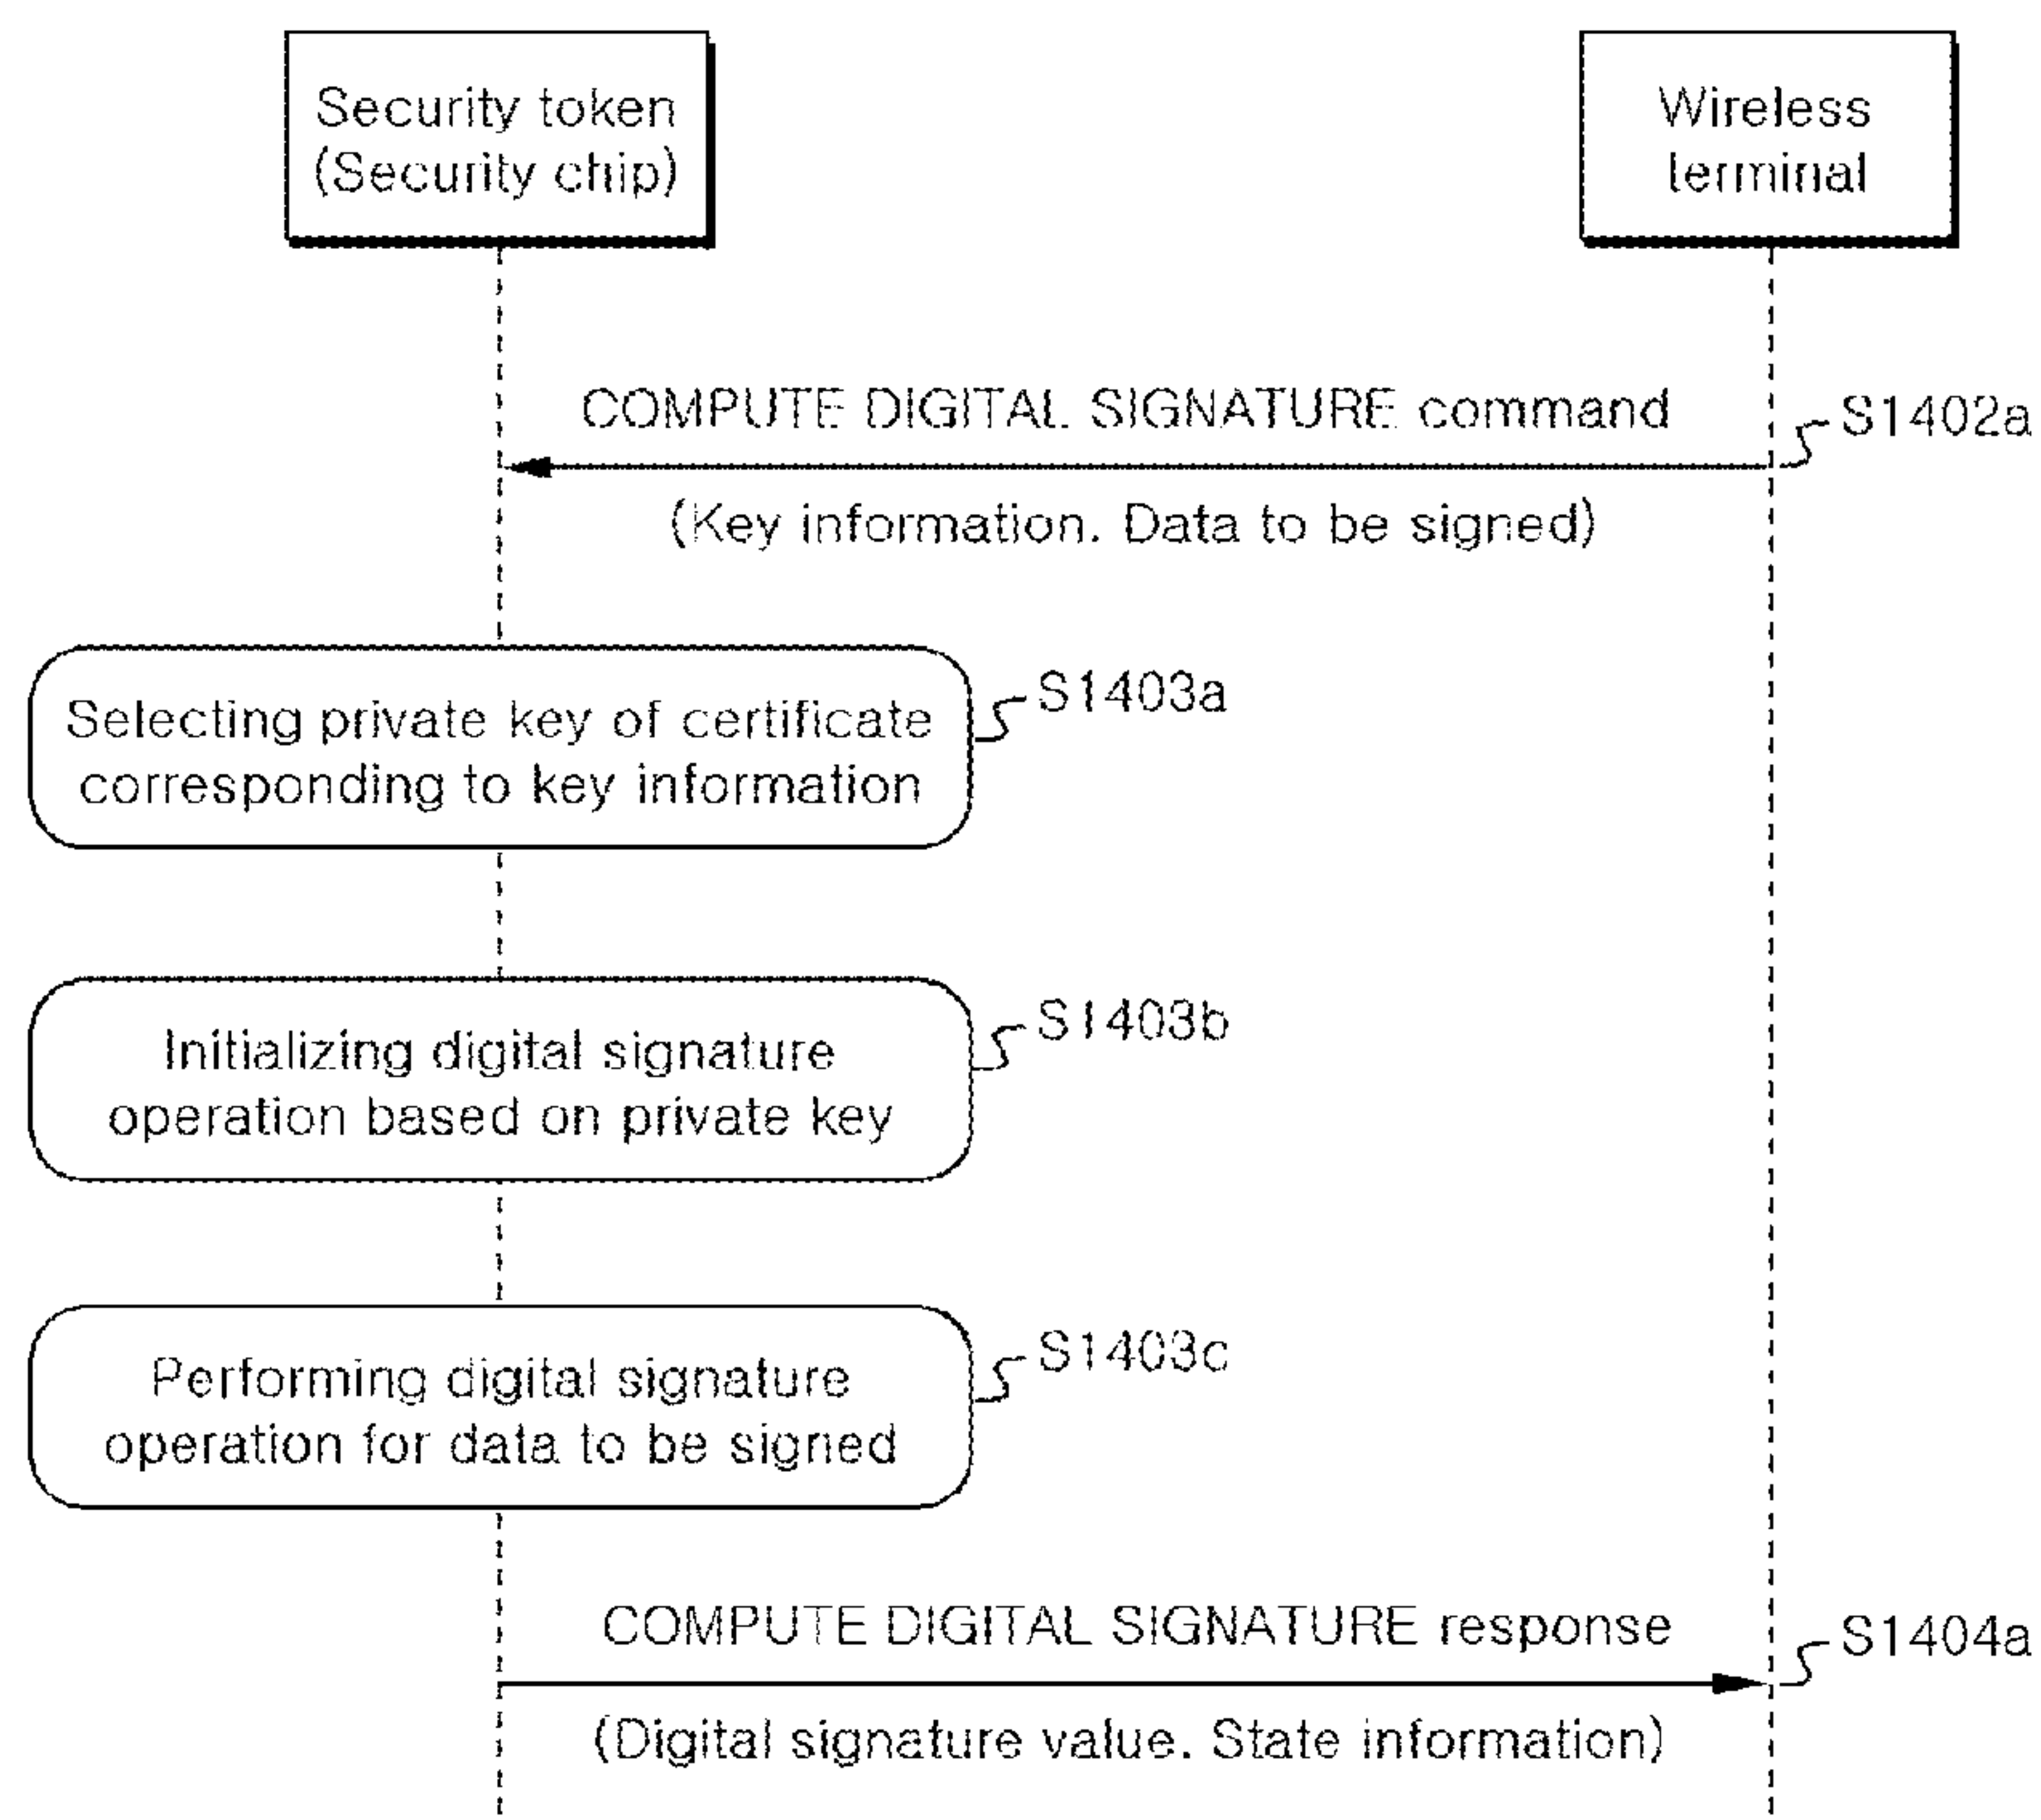 Security token
(Security chip)
Wireless
terminal
COMPUTE DIGITAL SIGNATURE command
S1402a
(Key information. Data to be signed)
S1403a
Selecting private key of certificate
corresponding to key information
S1403b
Initializing digital signature
operation based on private key
S1403c
Performing digital signature
operation for data to be signed
COMPUTE DIGITAL SIGNATURE response
S1404a
(Digital signature value. State information)